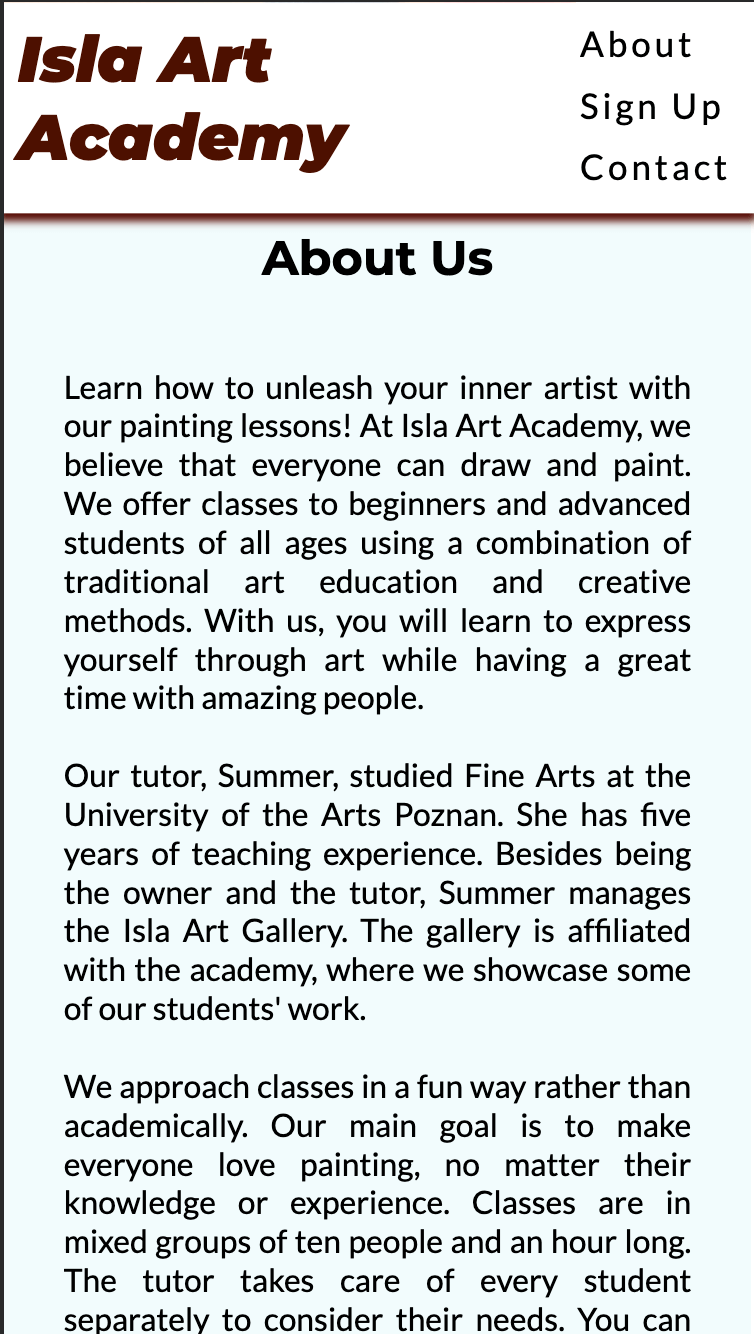 Isla Art
Academy
About
Sign Up
Contact
About Us
Learn how to unleash your inner artist with
our painting lessons! At Isla Art Academy, we
believe that everyone can draw and paint.
We offer classes to beginners and advanced
students of all ages using a combination of
traditional art education and creative
methods. With us, you will learn to express
yourself through art while having a great
time with amazing people.
Our tutor, Summer, studied Fine Arts at the
University of the Arts Poznan. She has five
years of teaching experience. Besides being
the owner and the tutor, Summer manages
the Isla Art Gallery. The gallery is affiliated
with the academy, where we showcase some
of our students' work.
We approach classes in a fun way rather than
academically. Our main goal is to make
everyone love painting, no matter their
knowledge or experience. Classes are in
mixed groups of ten people and an hour long.
The tutor takes care of every student
separately to consider their needs. You can